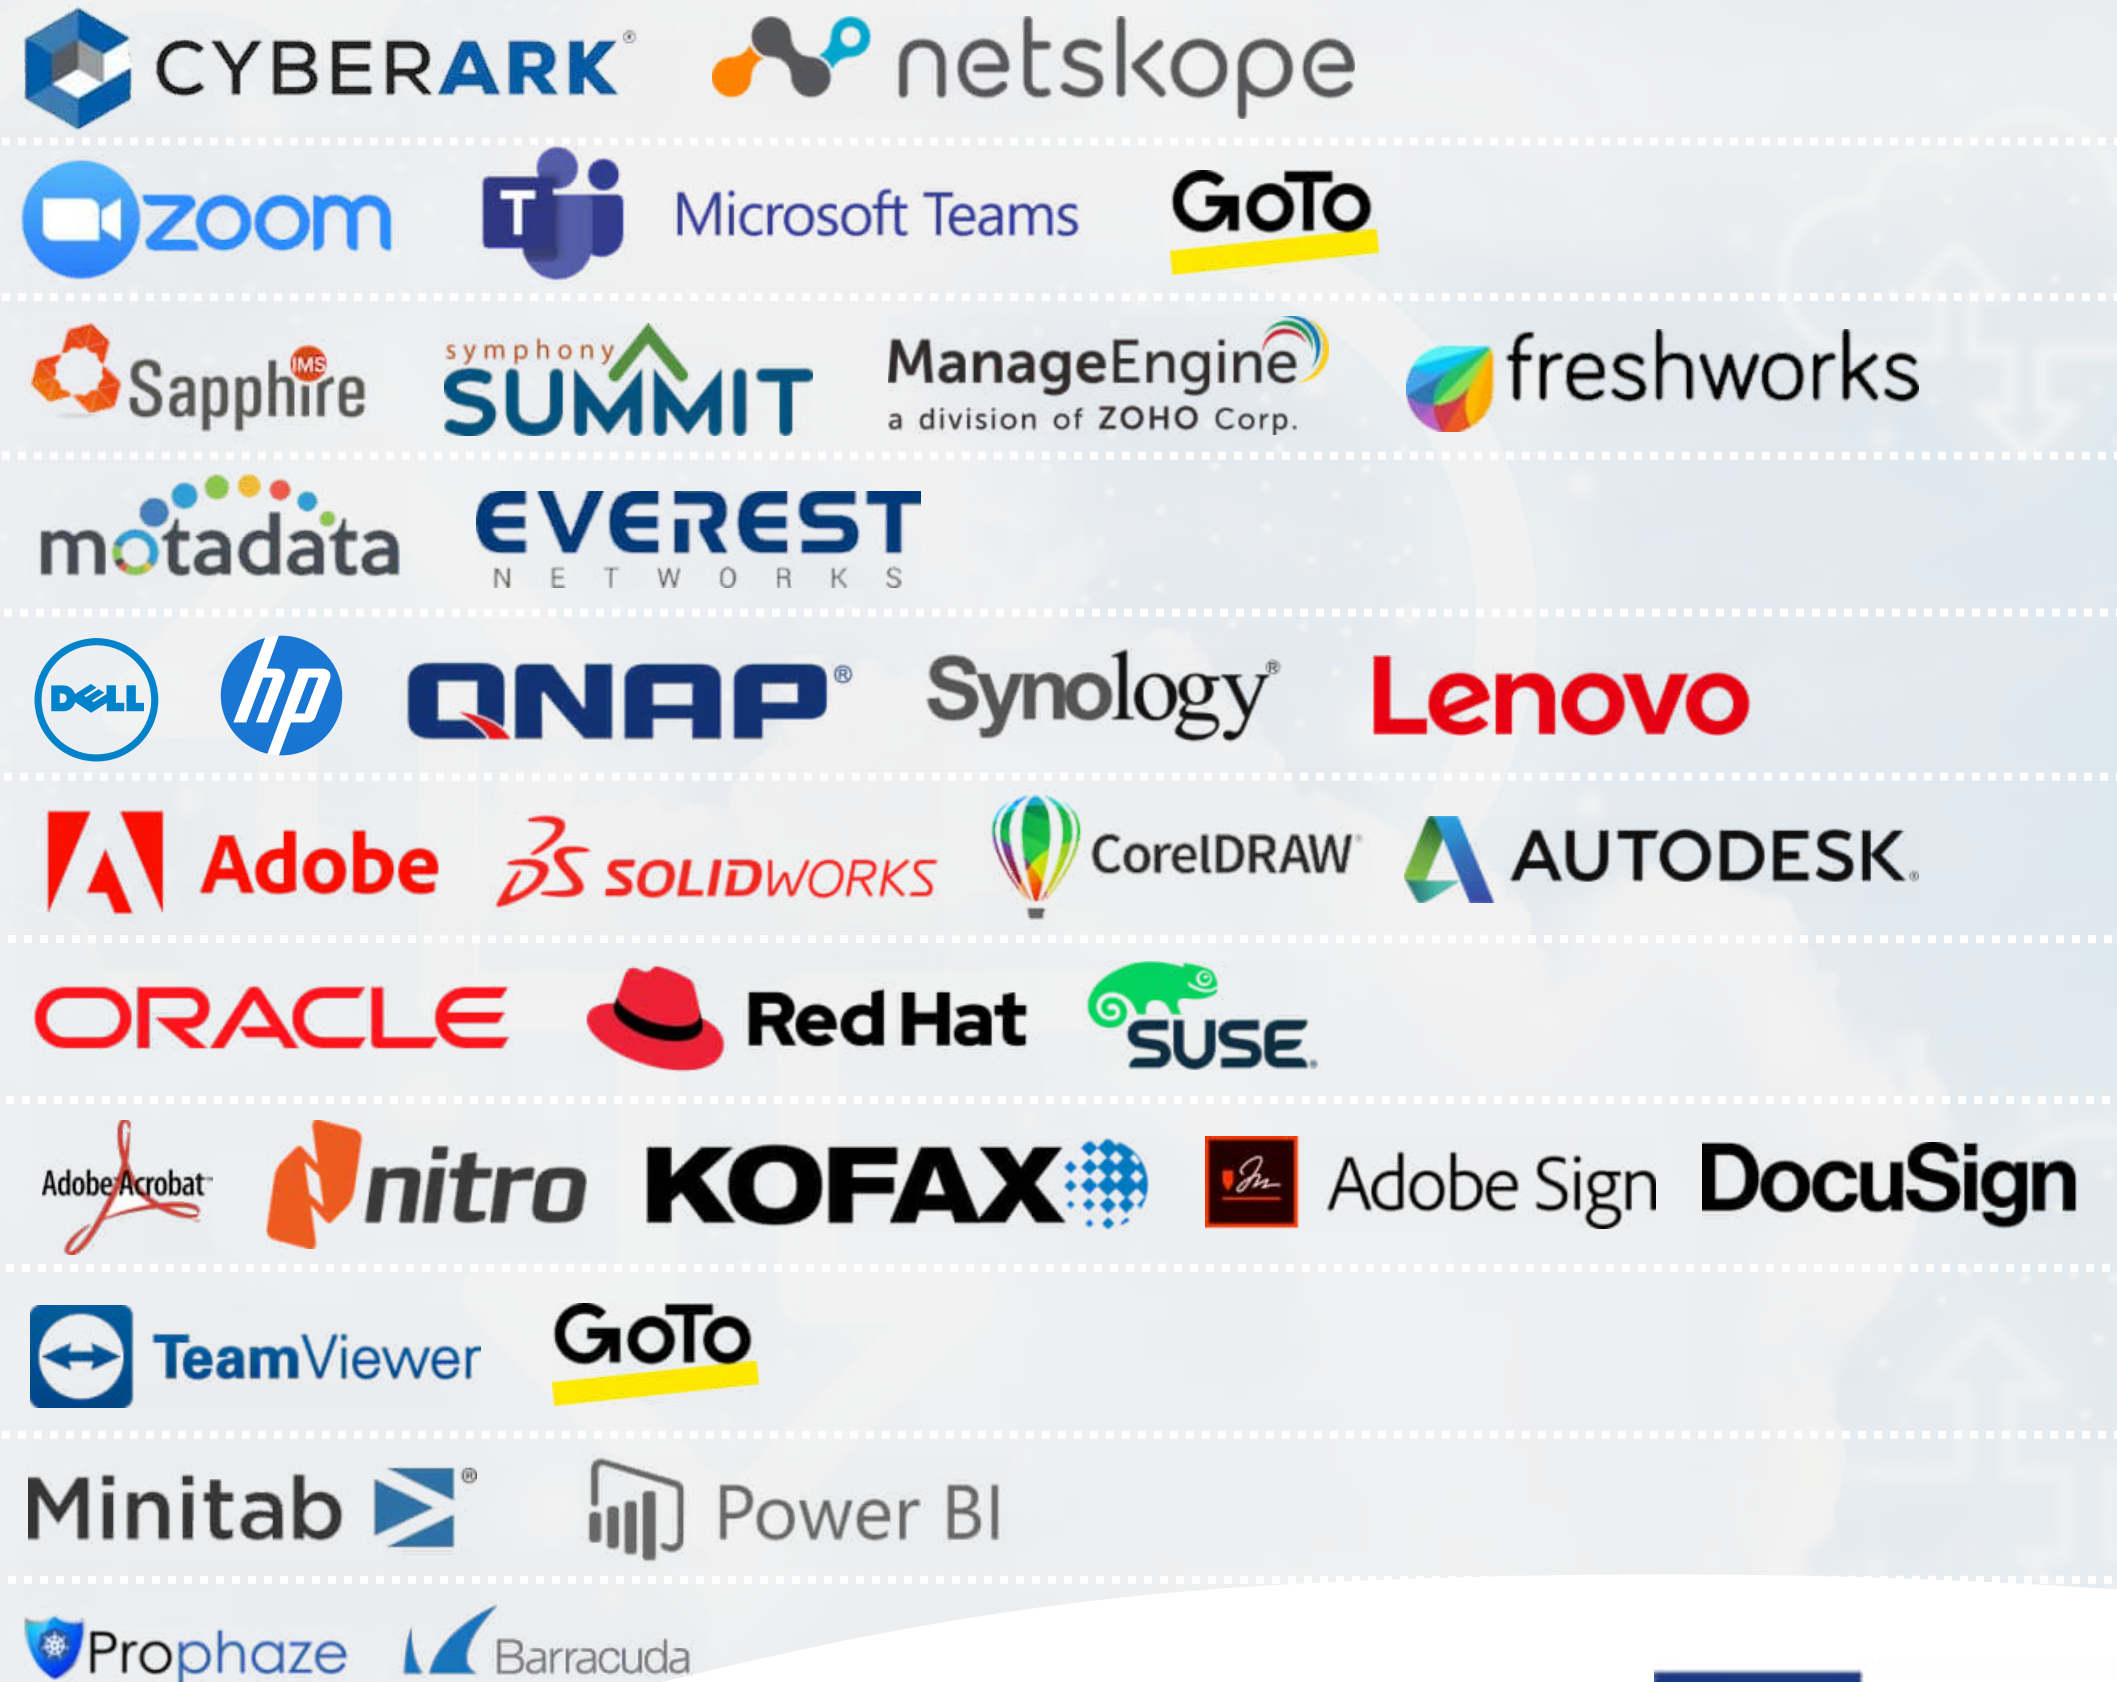 CYBERARK® netskope
zoom T Microsoft Teams GoTo
Sapphire IMS symphony SUMMIT ManageEngine a division of ZOHO Corp. freshworks
motadata EVEREST NETWORKS
DELL hp QNAP® Synology® Lenovo
Adobe 3DS SOLIDWORKS CorelDRAW® AUTODESK®
ORACLE Red Hat SUSE®
Adobe Acrobat™ nitro KOFAX Adobe Sign DocuSign
TeamViewer GoTo
Minitab® Power BI
Prophaze Barracuda